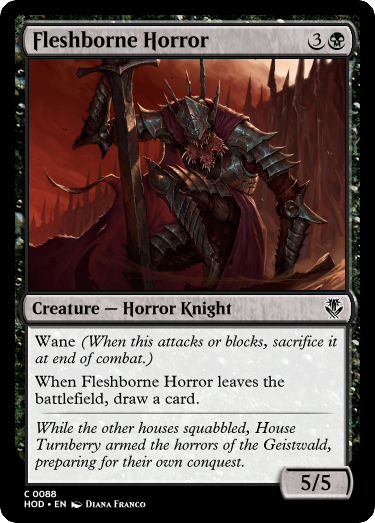 Fleshborne Horror 3
Creature — Horror Knight
Wane (When this attacks or blocks, sacrifice it
at end of combat.)
When Fleshborne Horror leaves the
battlefield, draw a card.
While the other houses squabbled, House
Turnberry armed the horrors of the Geistwald,
preparing for their own conquest.
5/5
C 0088
HOD • EN Diana Franco